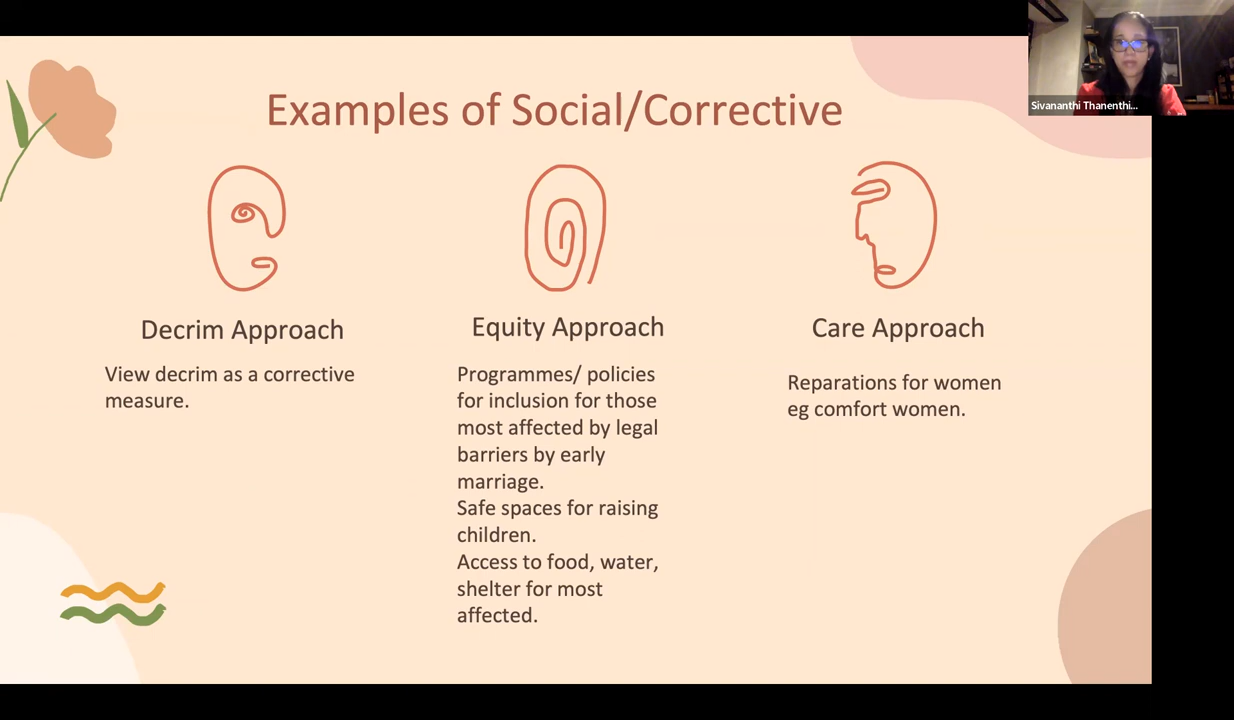 Sivananthi Thanenthi...
Examples of Social/Corrective
Decrim Approach
View decrim as a corrective
measure.
Equity Approach
Programmes/ policies
for inclusion for those
most affected by legal
barriers by early
marriage.
Safe spaces for raising
children.
Access to food, water,
shelter for most
affected.
Care Approach
Reparations for women
eg comfort women.